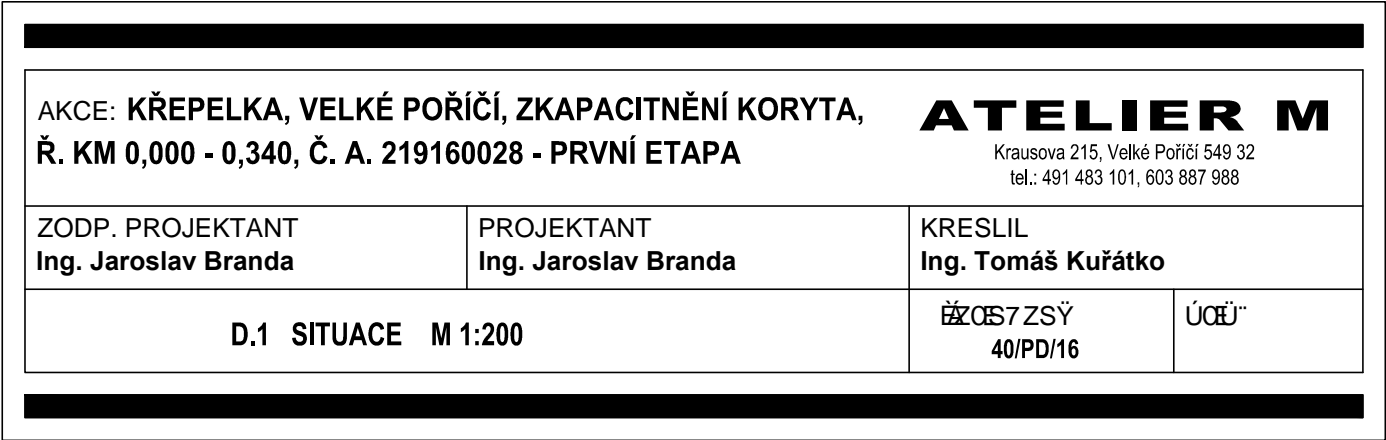 AKCE: KŘEPELKA, VELKÉ POŘÍČÍ, ZKAPACITNĚNÍ KORYTA,
Ř. KM 0,000 - 0,340, Č. A. 219160028 - PRVNÍ ETAPA
ATELIER M
Krausova 215, Velké Poříčí 549 32
tel.: 491 483 101, 603 887 988
ZODP. PROJEKTANT
Ing. Jaroslav Branda
PROJEKTANT
Ing. Jaroslav Branda
KRESLIL
Ing. Tomáš Kuřátko
D.1 SITUACE M 1:200
40/PD/16